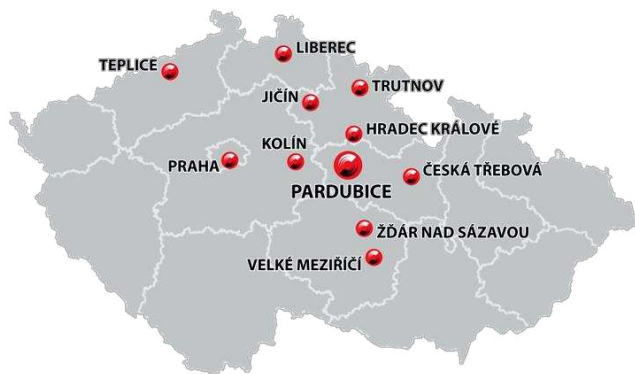 LIBEREC
TEPLICE
TRUTNOV
JIČÍN
HRADEC KRÁLOVÉ
KOLÍN
PRAHA
ČESKÁ TŘEBOVÁ
PARDUBICE
ŽĎÁR NAD SÁZAVOU
VELKÉ MEZIŘÍČÍ